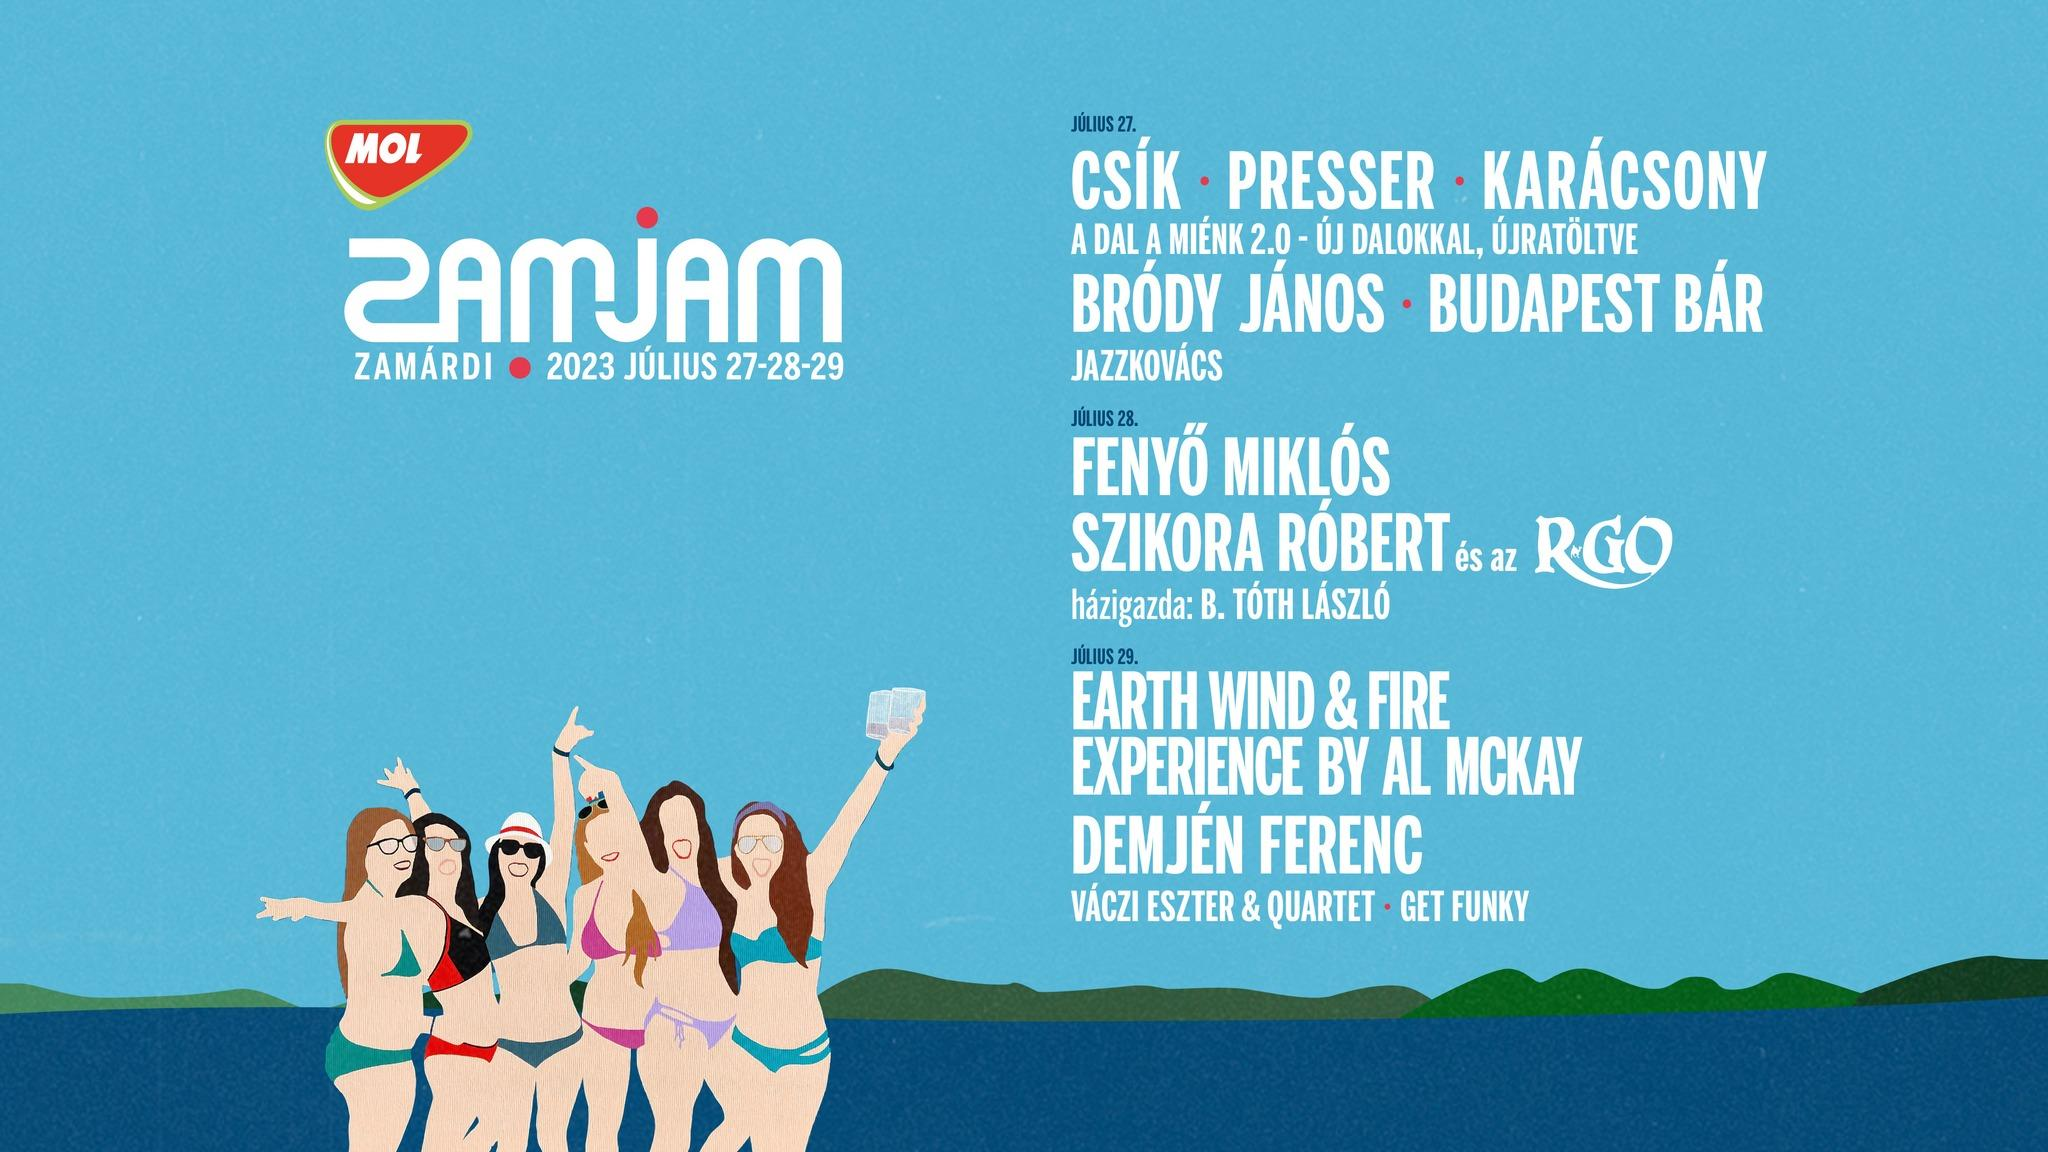 MOL
ZAMJAM
ZAMÁRDI • 2023 JÚLIUS 27-28-29
JÚLIUS 27.
CSÍK • PRESSER • KARÁCSONY
A DAL A MIÉNK 2.0 - ÚJ DALOKKAL, ÚJRATÖLTVE
BRÓDY JÁNOS • BUDAPEST BÁR
JAZZKOVÁCS
JÚLIUS 28.
FENYŐ MIKLÓS
SZIKORA RÓBERT és az RGO
házigazda: B. TÓTH LÁSZLÓ
JÚLIUS 29.
EARTH WIND & FIRE
EXPERIENCE BY AL MCKAY
DEMJÉN FERENC
VÁCZI ESZTER & QUARTET • GET FUNKY